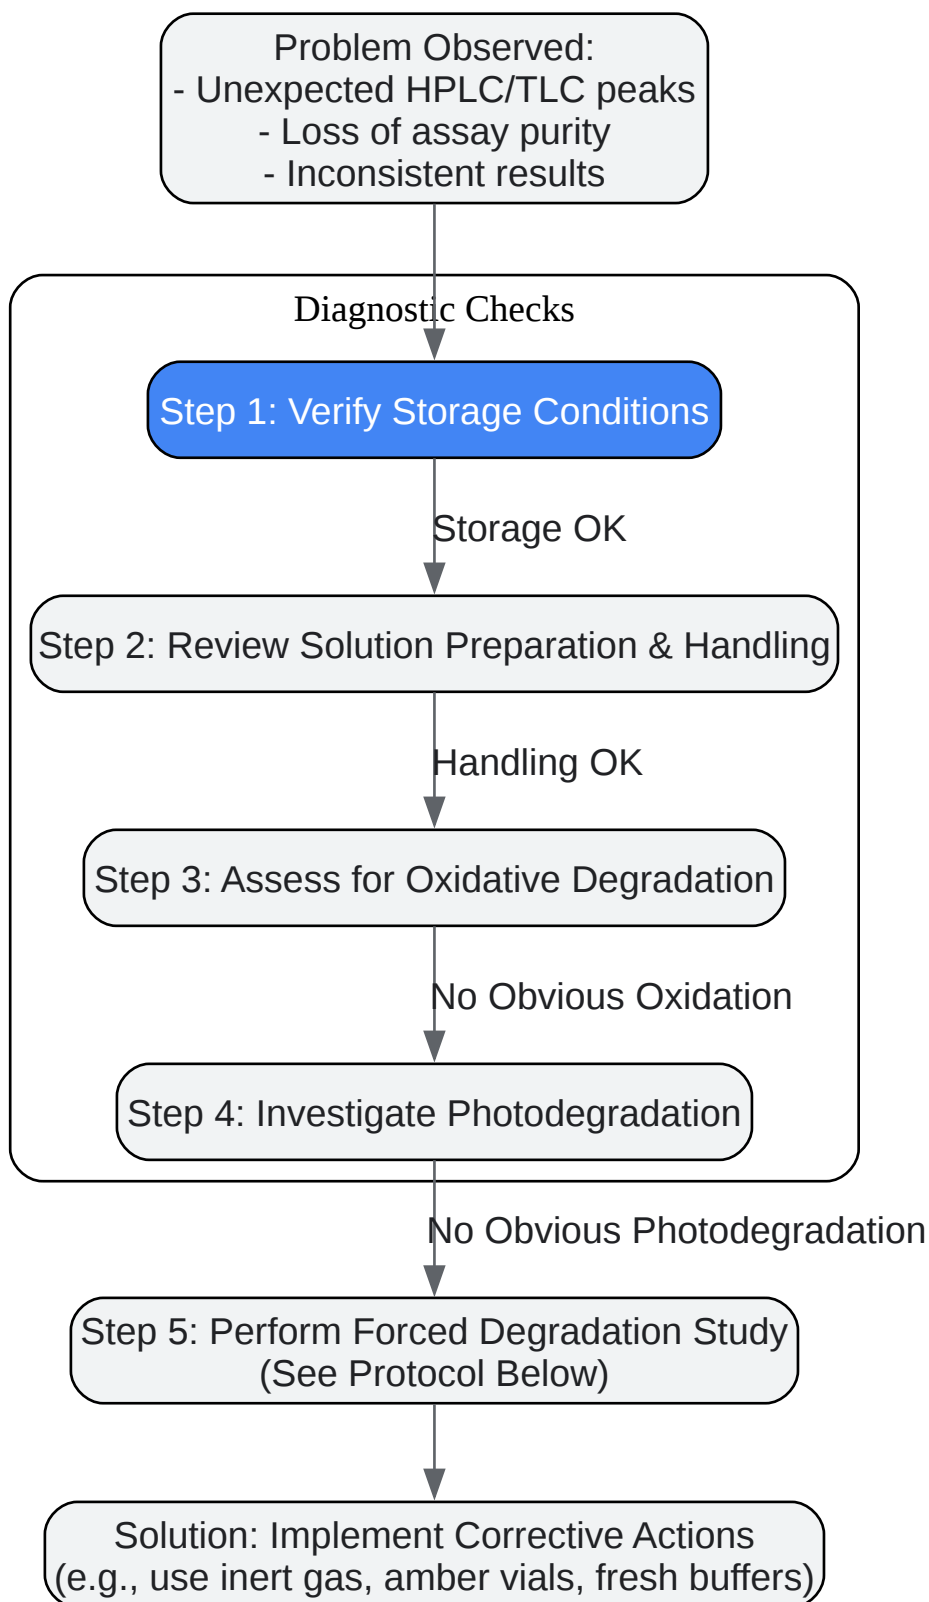 Problem Observed:
- Unexpected HPLC/TLC peaks
- Loss of assay purity
- Inconsistent results
Diagnostic Checks
Step 1: Verify Storage Conditions
Storage OK
Step 2: Review Solution Preparation & Handling
Handling OK
Step 3: Assess for Oxidative Degradation
No Obvious Oxidation
Step 4: Investigate Photodegradation
No Obvious Photodegradation
Step 5: Perform Forced Degradation Study
(See Protocol Below)
Solution: Implement Corrective Actions
(e.g., use inert gas, amber vials, fresh buffers)